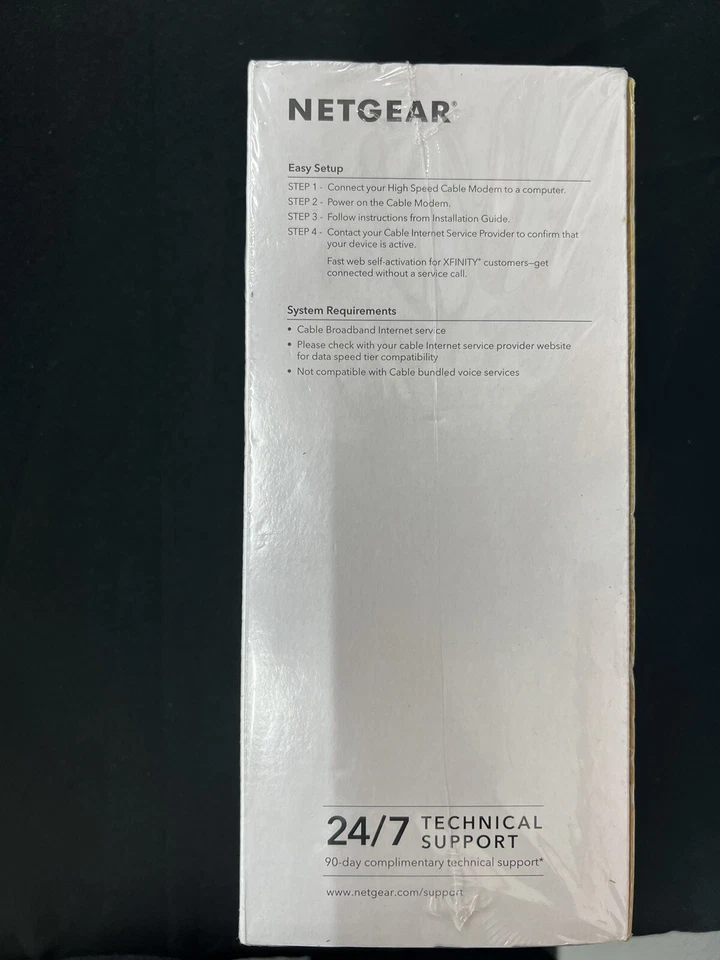 NETGEAR®
Easy Setup
STEP 1 - Connect your High Speed Cable Modem to a computer.
STEP 2 - Power on the Cable Modem.
STEP 3 - Follow instructions from Installation Guide.
STEP 4 - Contact your Cable Internet Service Provider to confirm that
your device is active.
Fast web self-activation for XFINITY® customers—get
connected without a service call.
System Requirements
• Cable Broadband Internet service
• Please check with your cable Internet service provider website
for data speed tier compatibility
• Not compatible with Cable bundled voice services
24/7 TECHNICAL
SUPPORT
90-day complimentary technical support*
www.netgear.com/support